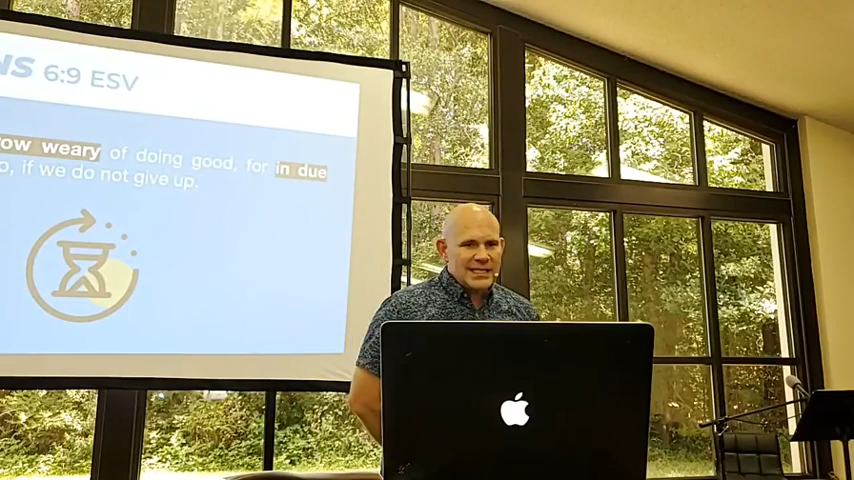 NS 6:9 ESV
ow weary of doing good, for in due
o, if we do not give up.